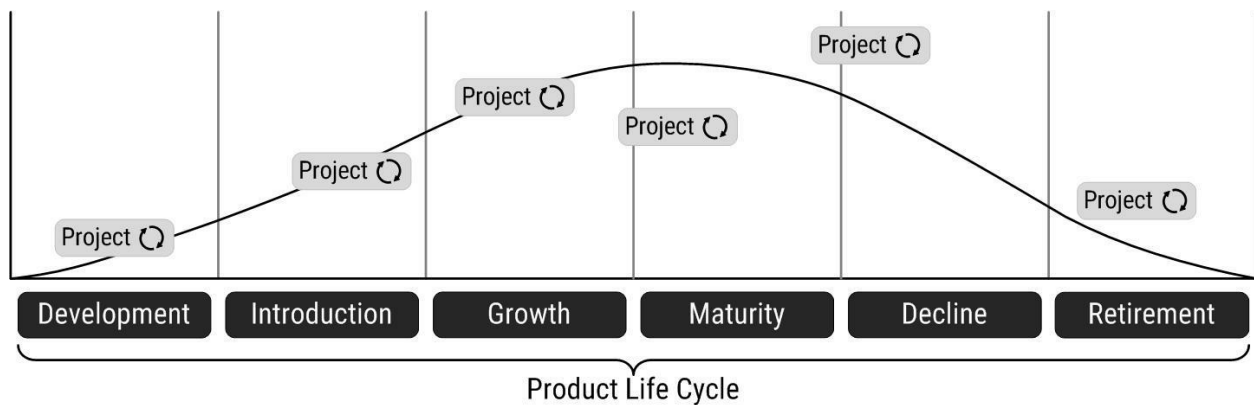 Project
Project
Project
Project
Project
Project
Development
Introduction
Growth
Maturity
Decline
Retirement
Product Life Cycle